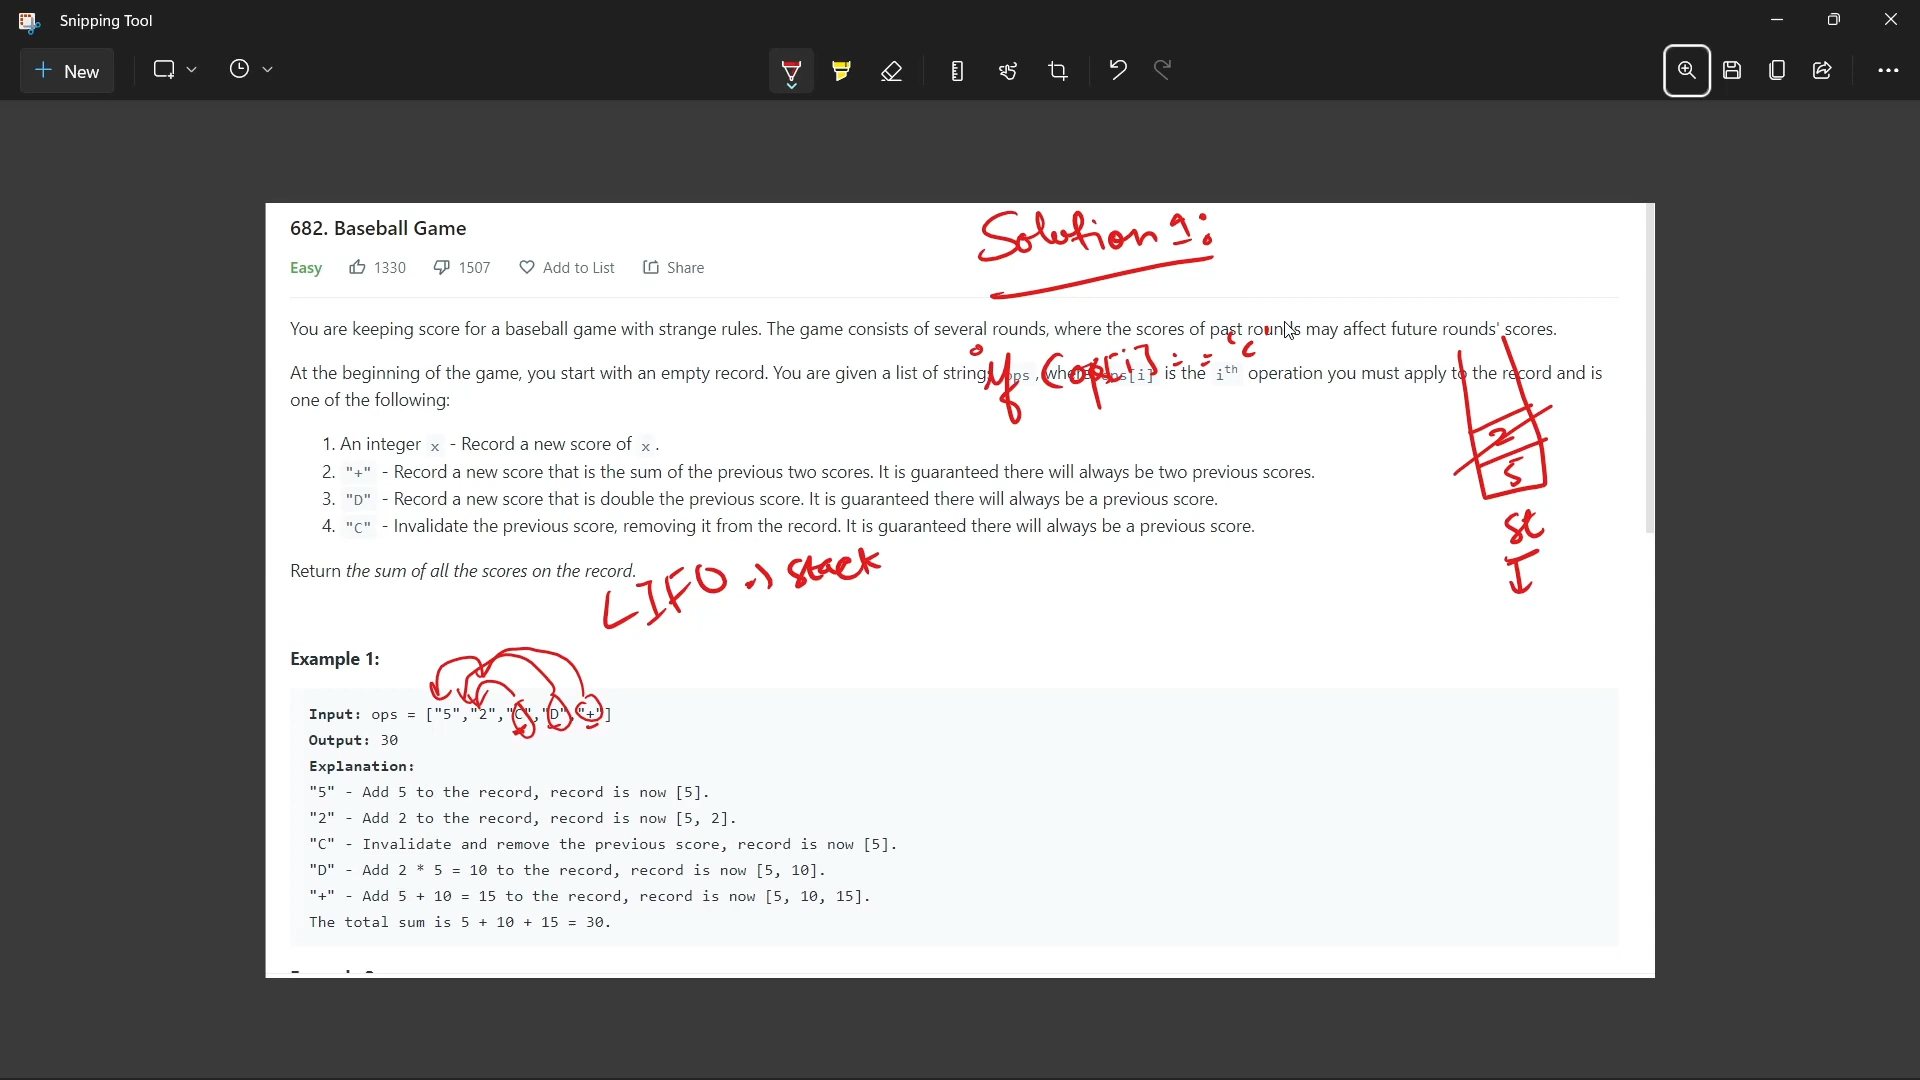 Snipping Tool
New
682. Baseball Game
Solution 1:
Easy 1330 1507 Add to List Share
You are keeping score for a baseball game with strange rules. The game consists of several rounds, where the scores of past rounds may affect future rounds' scores.
if (op[i] == 'c'
At the beginning of the game, you start with an empty record. You are given a list of strings ops, where ops[i] is the ith operation you must apply to the record and is
one of the following:
1. An integer x - Record a new score of x.
2. "+" - Record a new score that is the sum of the previous two scores. It is guaranteed there will always be two previous scores.
3. "D" - Record a new score that is double the previous score. It is guaranteed there will always be a previous score.
4. "C" - Invalidate the previous score, removing it from the record. It is guaranteed there will always be a previous score.
2
5
st
Return the sum of all the scores on the record.
LIFO -> stack
Example 1:
Input: ops = ["5","2","C","D","+"]
Output: 30
Explanation:
"5" - Add 5 to the record, record is now [5].
"2" - Add 2 to the record, record is now [5, 2].
"C" - Invalidate and remove the previous score, record is now [5].
"D" - Add 2 * 5 = 10 to the record, record is now [5, 10].
"+" - Add 5 + 10 = 15 to the record, record is now [5, 10, 15].
The total sum is 5 + 10 + 15 = 30.